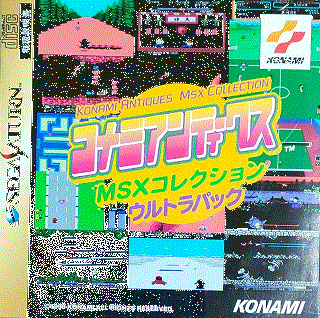 KONAMI
KONAMI ANTIQUES MSX COLLECTION
コナミアンティークス
MSXコレクション
ウルトラパック
SEGA SATURN
TM
KONAMI